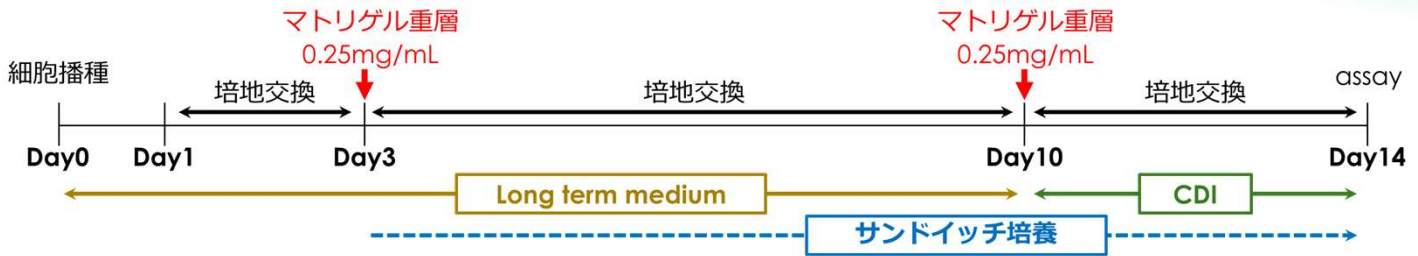 マトリゲル重層
0.25mg/mL
マトリゲル重層
0.25mg/mL
細胞播種
培地交換
培地交換
培地交換
assay
Day0
Day1
Day3
Day10
Day14
Long term medium
CDI
サンドイッチ培養